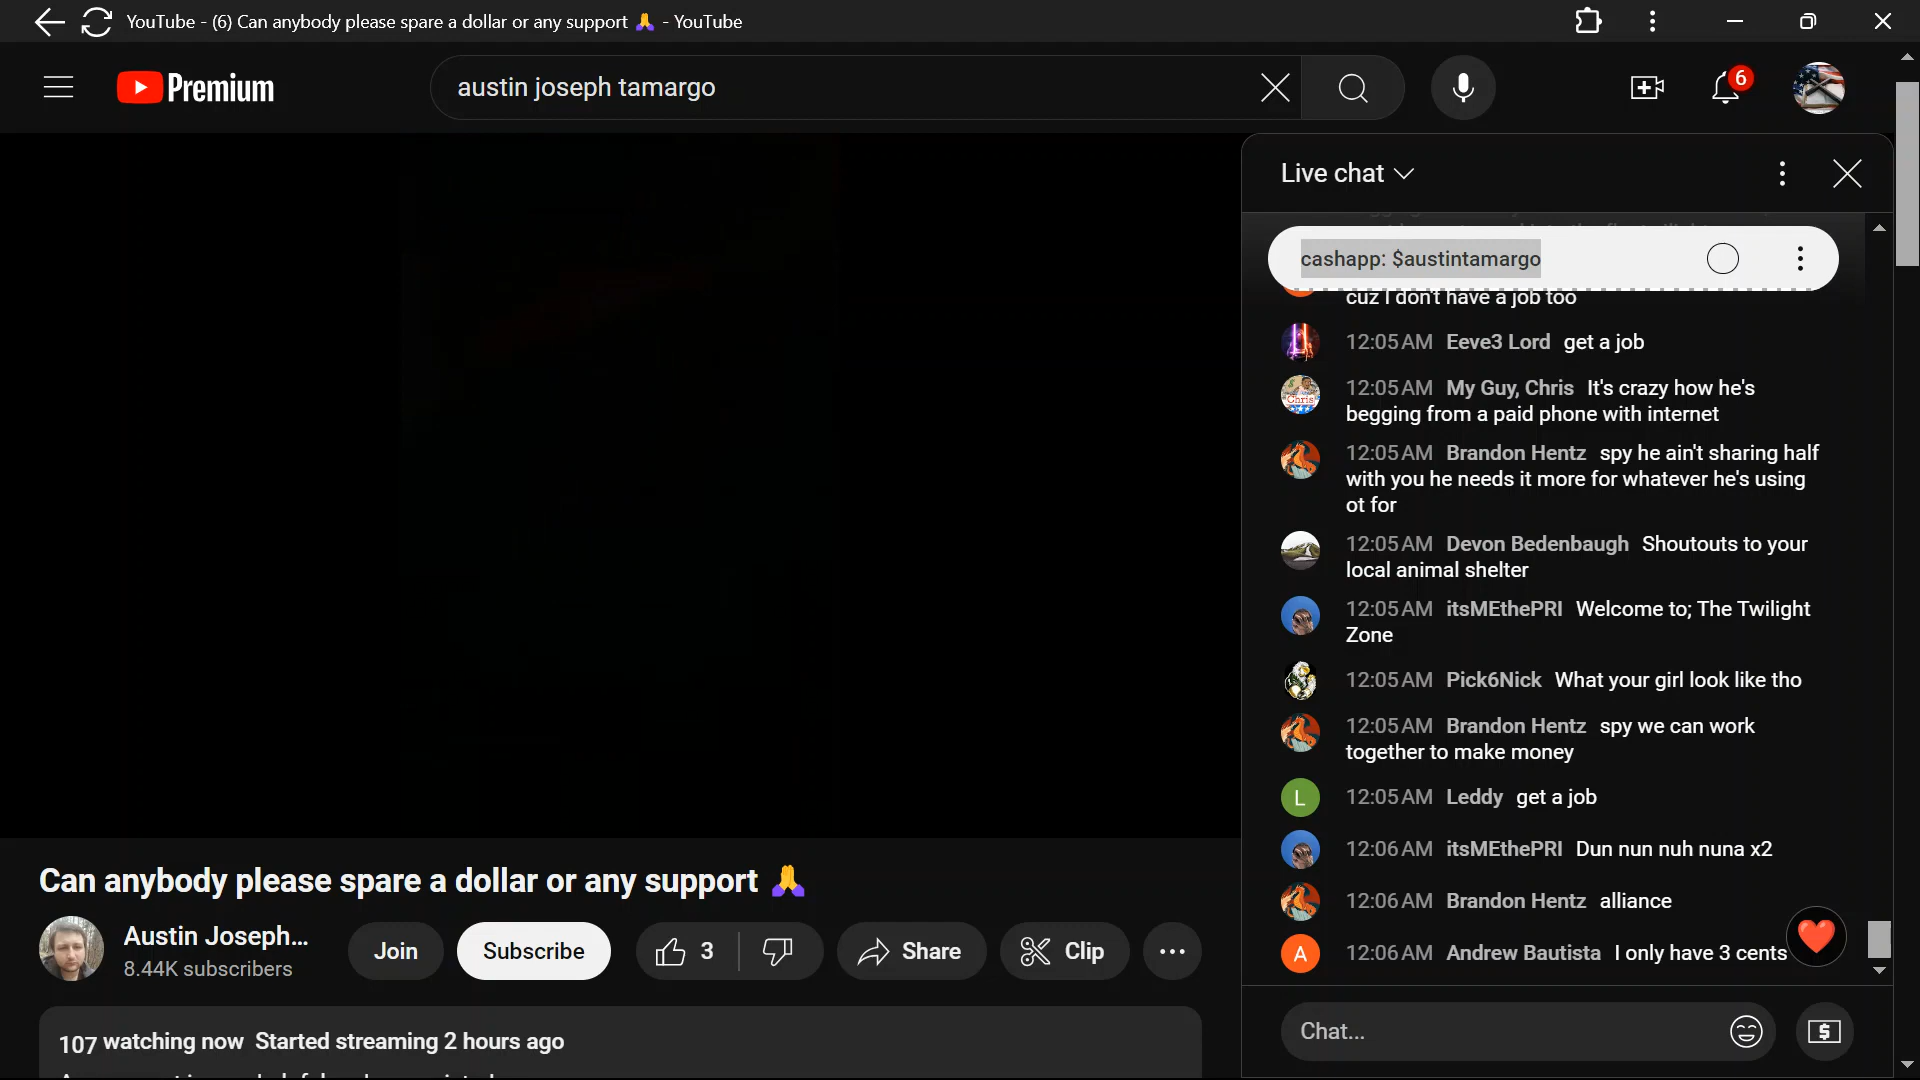 YouTube - (6) Can anybody please spare a dollar or any support 🙏 - YouTube
Premium
austin joseph tamargo
6
Live chat
cashapp: $austintamargo
cuz I don't have a job too
12:05 AM Eeve3 Lord get a job
12:05 AM My Guy, Chris It's crazy how he's
begging from a paid phone with internet
12:05 AM Brandon Hentz spy he ain't sharing half
with you he needs it more for whatever he's using
ot for
12:05 AM Devon Bedenbaugh Shoutouts to your
local animal shelter
12:05 AM itsMEthePRI Welcome to; The Twilight
Zone
12:05 AM Pick6Nick What your girl look like tho
12:05 AM Brandon Hentz spy we can work
together to make money
L 12:05 AM Leddy get a job
12:06 AM itsMEthePRI Dun nun nuh nuna x2
12:06 AM Brandon Hentz alliance
A 12:06 AM Andrew Bautista I only have 3 cents
Chat...
Can anybody please spare a dollar or any support 🙏
Austin Joseph...
8.44K subscribers
Join
Subscribe
3
Share
Clip
107 watching now Started streaming 2 hours ago